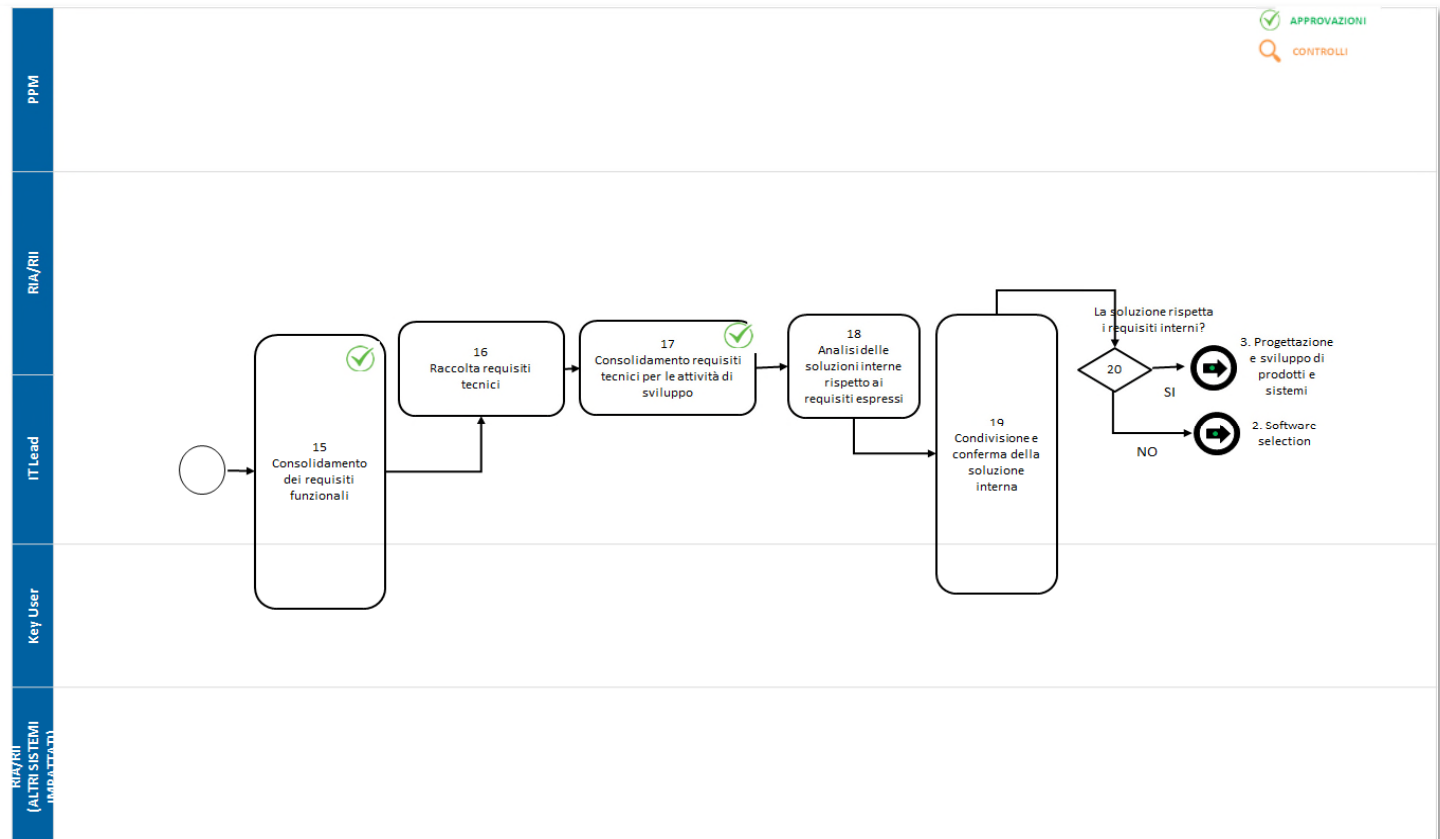 APPROVAZIONI
CONTROLLI
PPM
RIA/RII
IT Lead
Key User
RIA/RII
(ALTRI SISTEMI
IMPATTATI)
15
Consolidamento
dei requisiti
funzionali
16
Raccolta requisiti
tecnici
17
Consolidamento requisiti
tecnici per le attività di
sviluppo
18
Analisi delle
soluzioni interne
rispetto ai
requisiti espressi
19
Condivisione e
conferma della
soluzione
interna
La soluzione rispetta
i requisiti interni?
20
SI
NO
3. Progettazione
e sviluppo di
prodotti e
sistemi
2. Software
selection